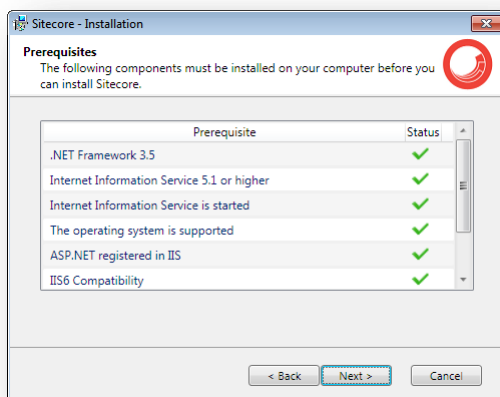 Sitecore - Installation
Prerequisites
The following components must be installed on your computer before you
can install Sitecore.
Prerequisite Status
.NET Framework 3.5
Internet Information Service 5.1 or higher
Internet Information Service is started
The operating system is supported
ASP.NET registered in IIS
IIS6 Compatibility
< Back Next > Cancel